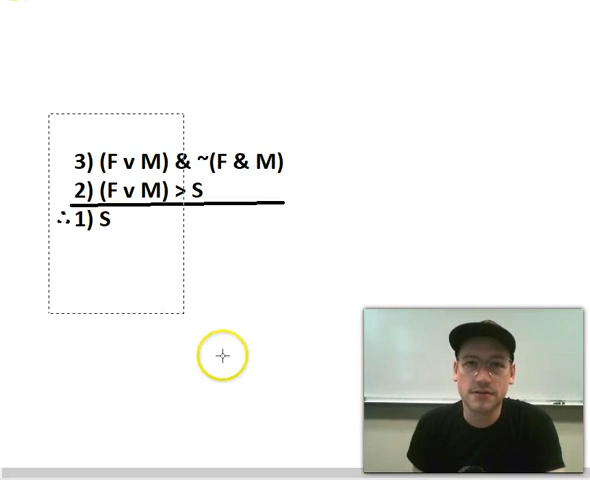 3) (F v M) & ~(F & M)
2) (F v M) > S
∴1) S